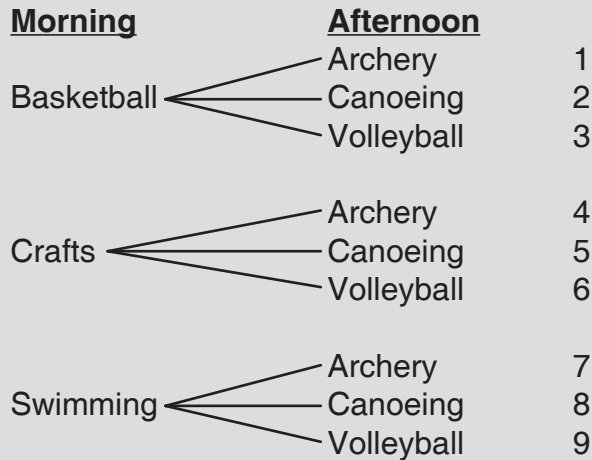 Morning Afternoon
Archery 1
Basketball Canoeing 2
Volleyball 3
Archery 4
Crafts Canoeing 5
Volleyball 6
Archery 7
Swimming Canoeing 8
Volleyball 9